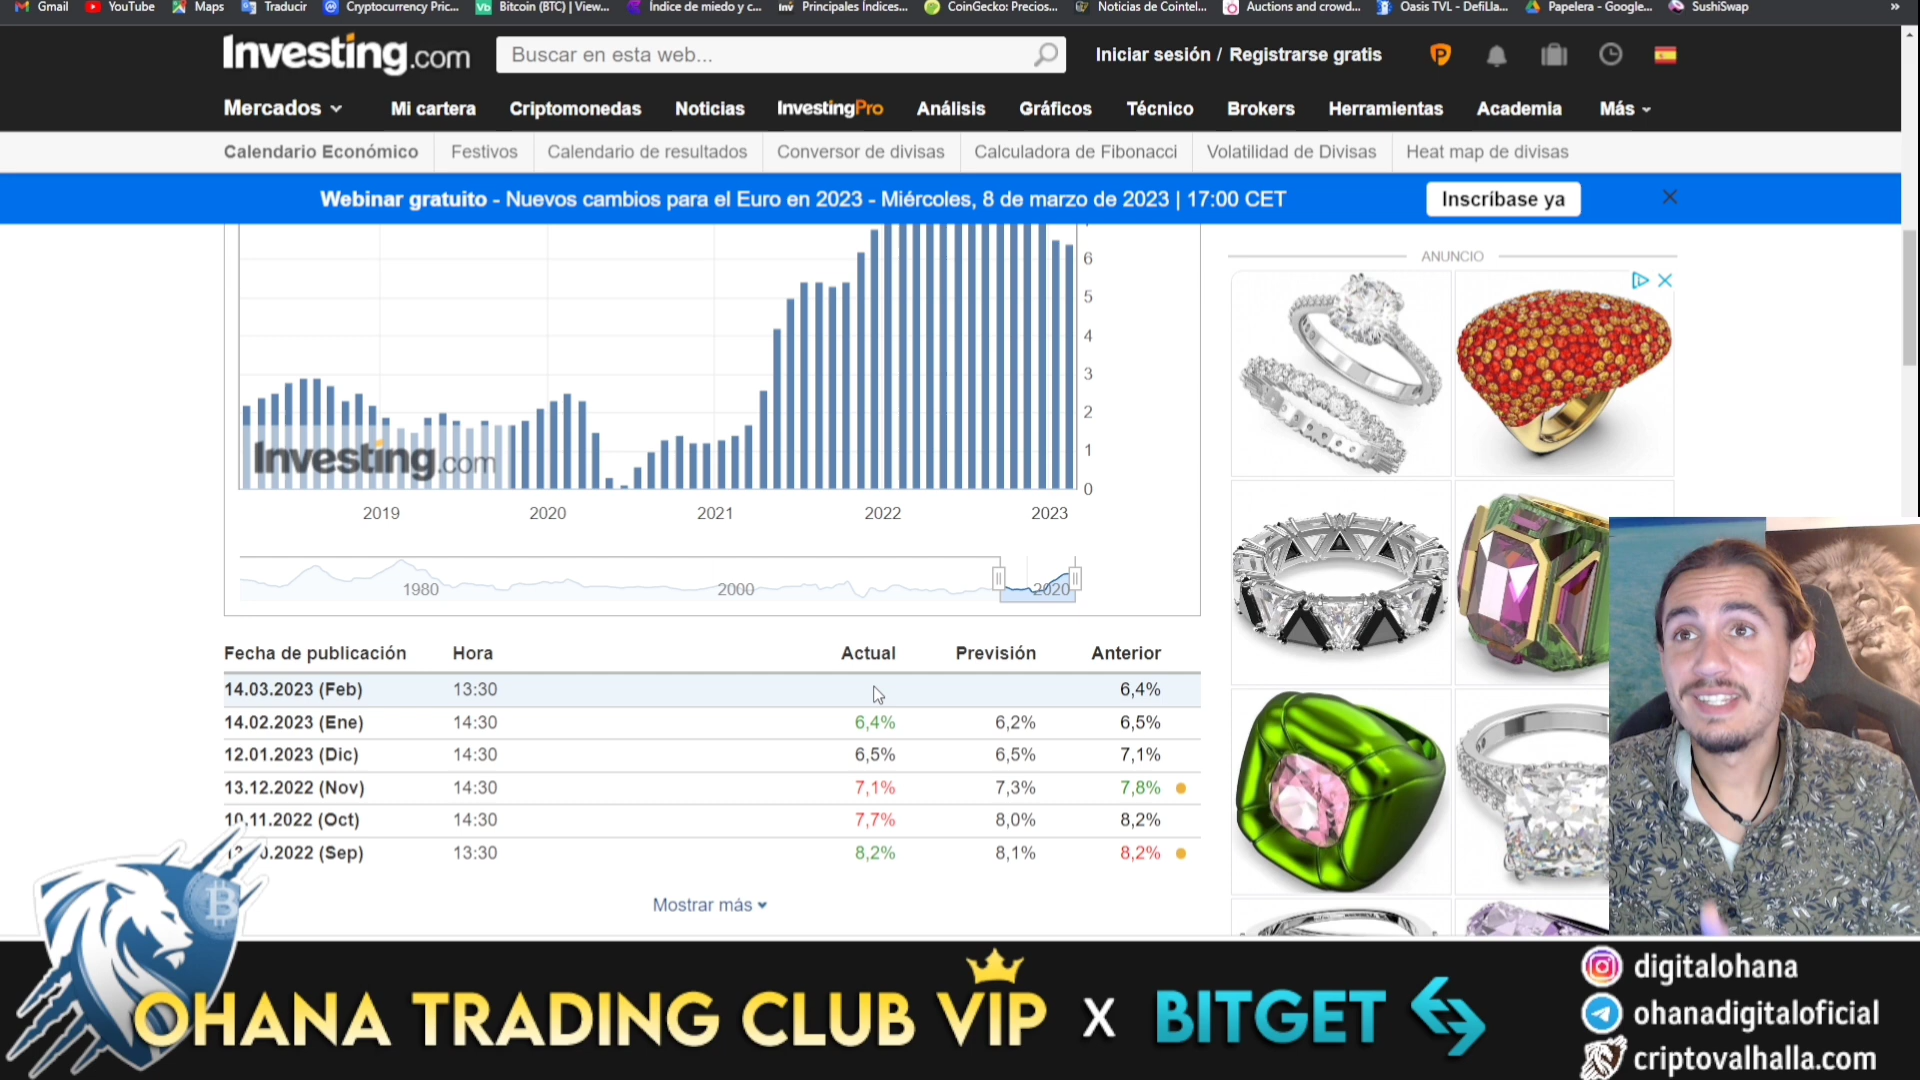 Gmail YouTube Maps Traducir Cryptocurrency Pric... Bitcoin (BTC) | View... Índice de miedo y c... Principales Índices... CoinGecko: Precios... Noticias de Cointel... Auctions and crowd... Oasis TVL - DefiLla... Papelera - Google... SushiSwap »
Investing.com Buscar en esta web... Iniciar sesión / Registrarse gratis
Mercados Mi cartera Criptomonedas Noticias InvestingPro Análisis Gráficos Técnico Brokers Herramientas Academia Más
Calendario Económico Festivos Calendario de resultados Conversor de divisas Calculadora de Fibonacci Volatilidad de Divisas Heat map de divisas
Webinar gratuito - Nuevos cambios para el Euro en 2023 - Miércoles, 8 de marzo de 2023 | 17:00 CET Inscríbase ya
ANUNCIO
6
5
4
3
2
1
0
Investing.com
2019 2020 2021 2022 2023
1980 2000 2020
Fecha de publicación Hora Actual Previsión Anterior
14.03.2023 (Feb) 13:30 6,4%
14.02.2023 (Ene) 14:30 6,4% 6,2% 6,5%
12.01.2023 (Dic) 14:30 6,5% 6,5% 7,1%
13.12.2022 (Nov) 14:30 7,1% 7,3% 7,8%
10.11.2022 (Oct) 14:30 7,7% 8,0% 8,2%
(Sep) 13:30 8,2% 8,1% 8,2%
Mostrar más
OHANA TRADING CLUB VIP X BITGET
digitalohana
ohanadigitaloficial
criptovalhalla.com